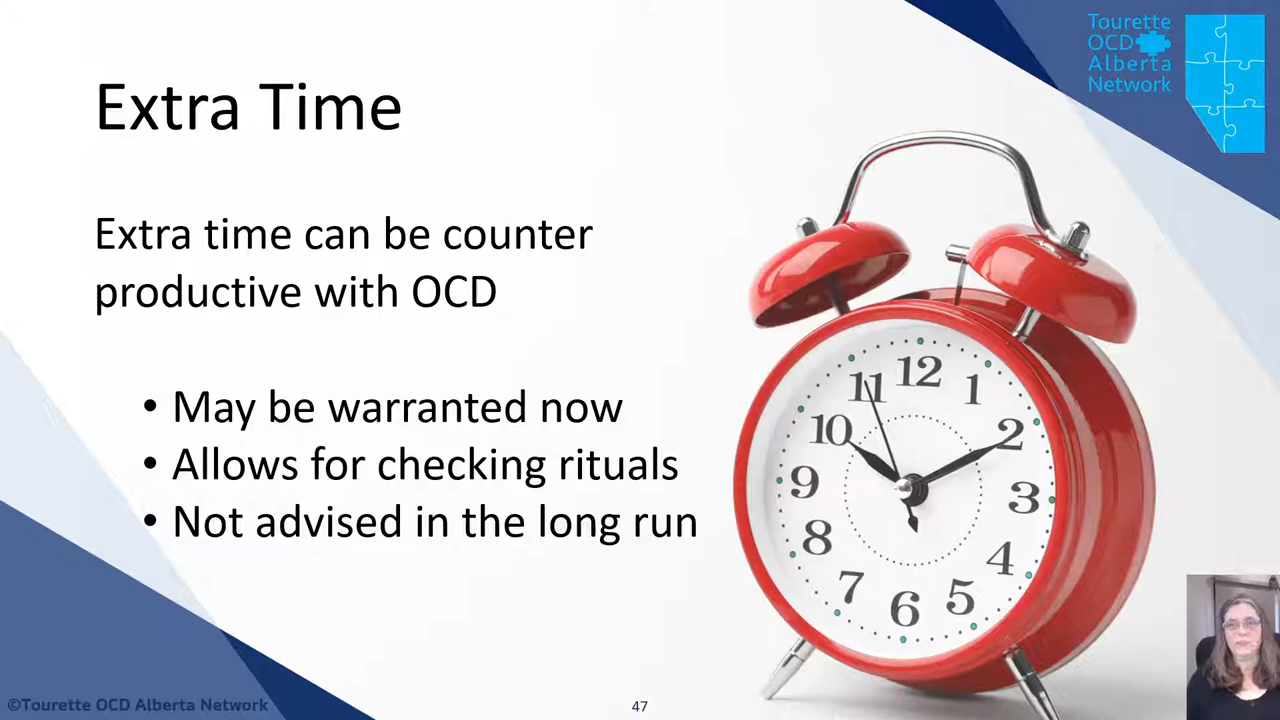 Tourette
OCD
Alberta
Network
Extra Time
Extra time can be counter
productive with OCD
• May be warranted now
• Allows for checking rituals
• Not advised in the long run
12
1
2
3
4
5
6
7
8
9
10
11
©Tourette OCD Alberta Network
47